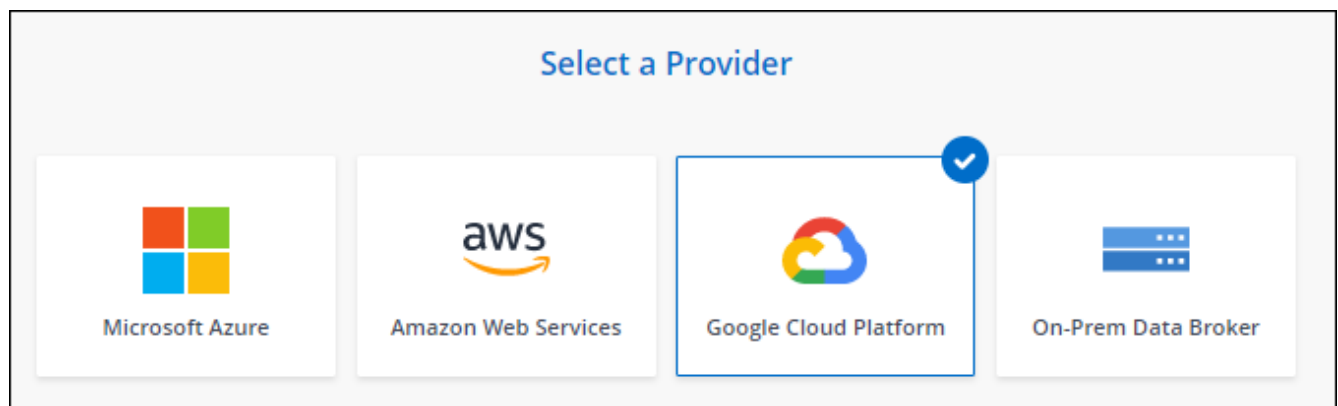 Select a Provider
aws
Microsoft Azure
Amazon Web Services
Google Cloud Platform
On-Prem Data Broker